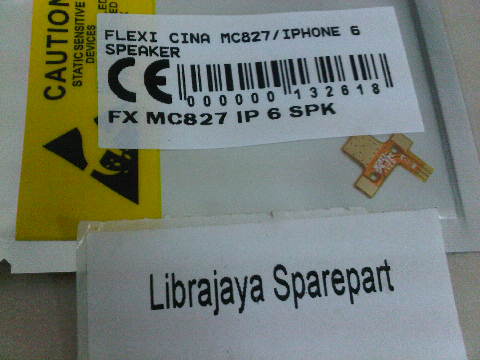 CAUTION
STATIC SENSITIVE
DEVICES
FLEXI CINA MC827/IPHONE 6
SPEAKER
CE
000000 132618
FX MC827 IP 6 SPK
Librajaya Sparepart